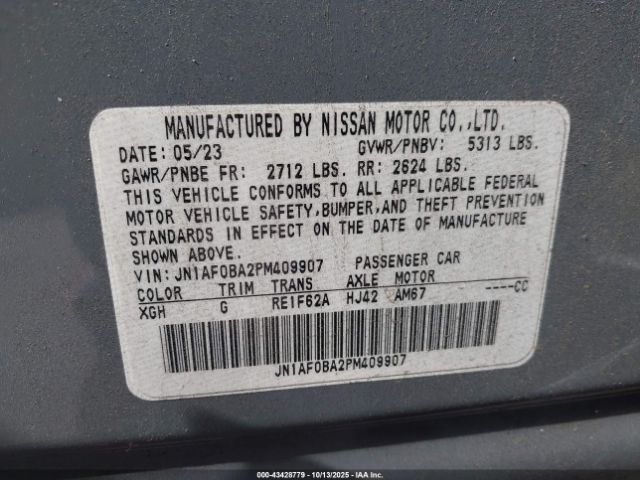 MANUFACTURED BY NISSAN MOTOR CO.,LTD.
DATE: 05/23 GVWR/PNBV: 5313 LBS.
GAWR/PNBE FR: 2712 LBS. RR: 2624 LBS.
THIS VEHICLE CONFORMS TO ALL APPLICABLE FEDERAL
MOTOR VEHICLE SAFETY,BUMPER,AND THEFT PREVENTION
STANDARDS IN EFFECT ON THE DATE OF MANUFACTURE
SHOWN ABOVE.
VIN: JN1AF0BA2PM409907 PASSENGER CAR
COLOR TRIM TRANS AXLE MOTOR
XGH G RE1F62A HJ42 AM67 ----CC
JN1AF0BA2PM409907
000-43428779 - 10/13/2025 - IAAI.COM